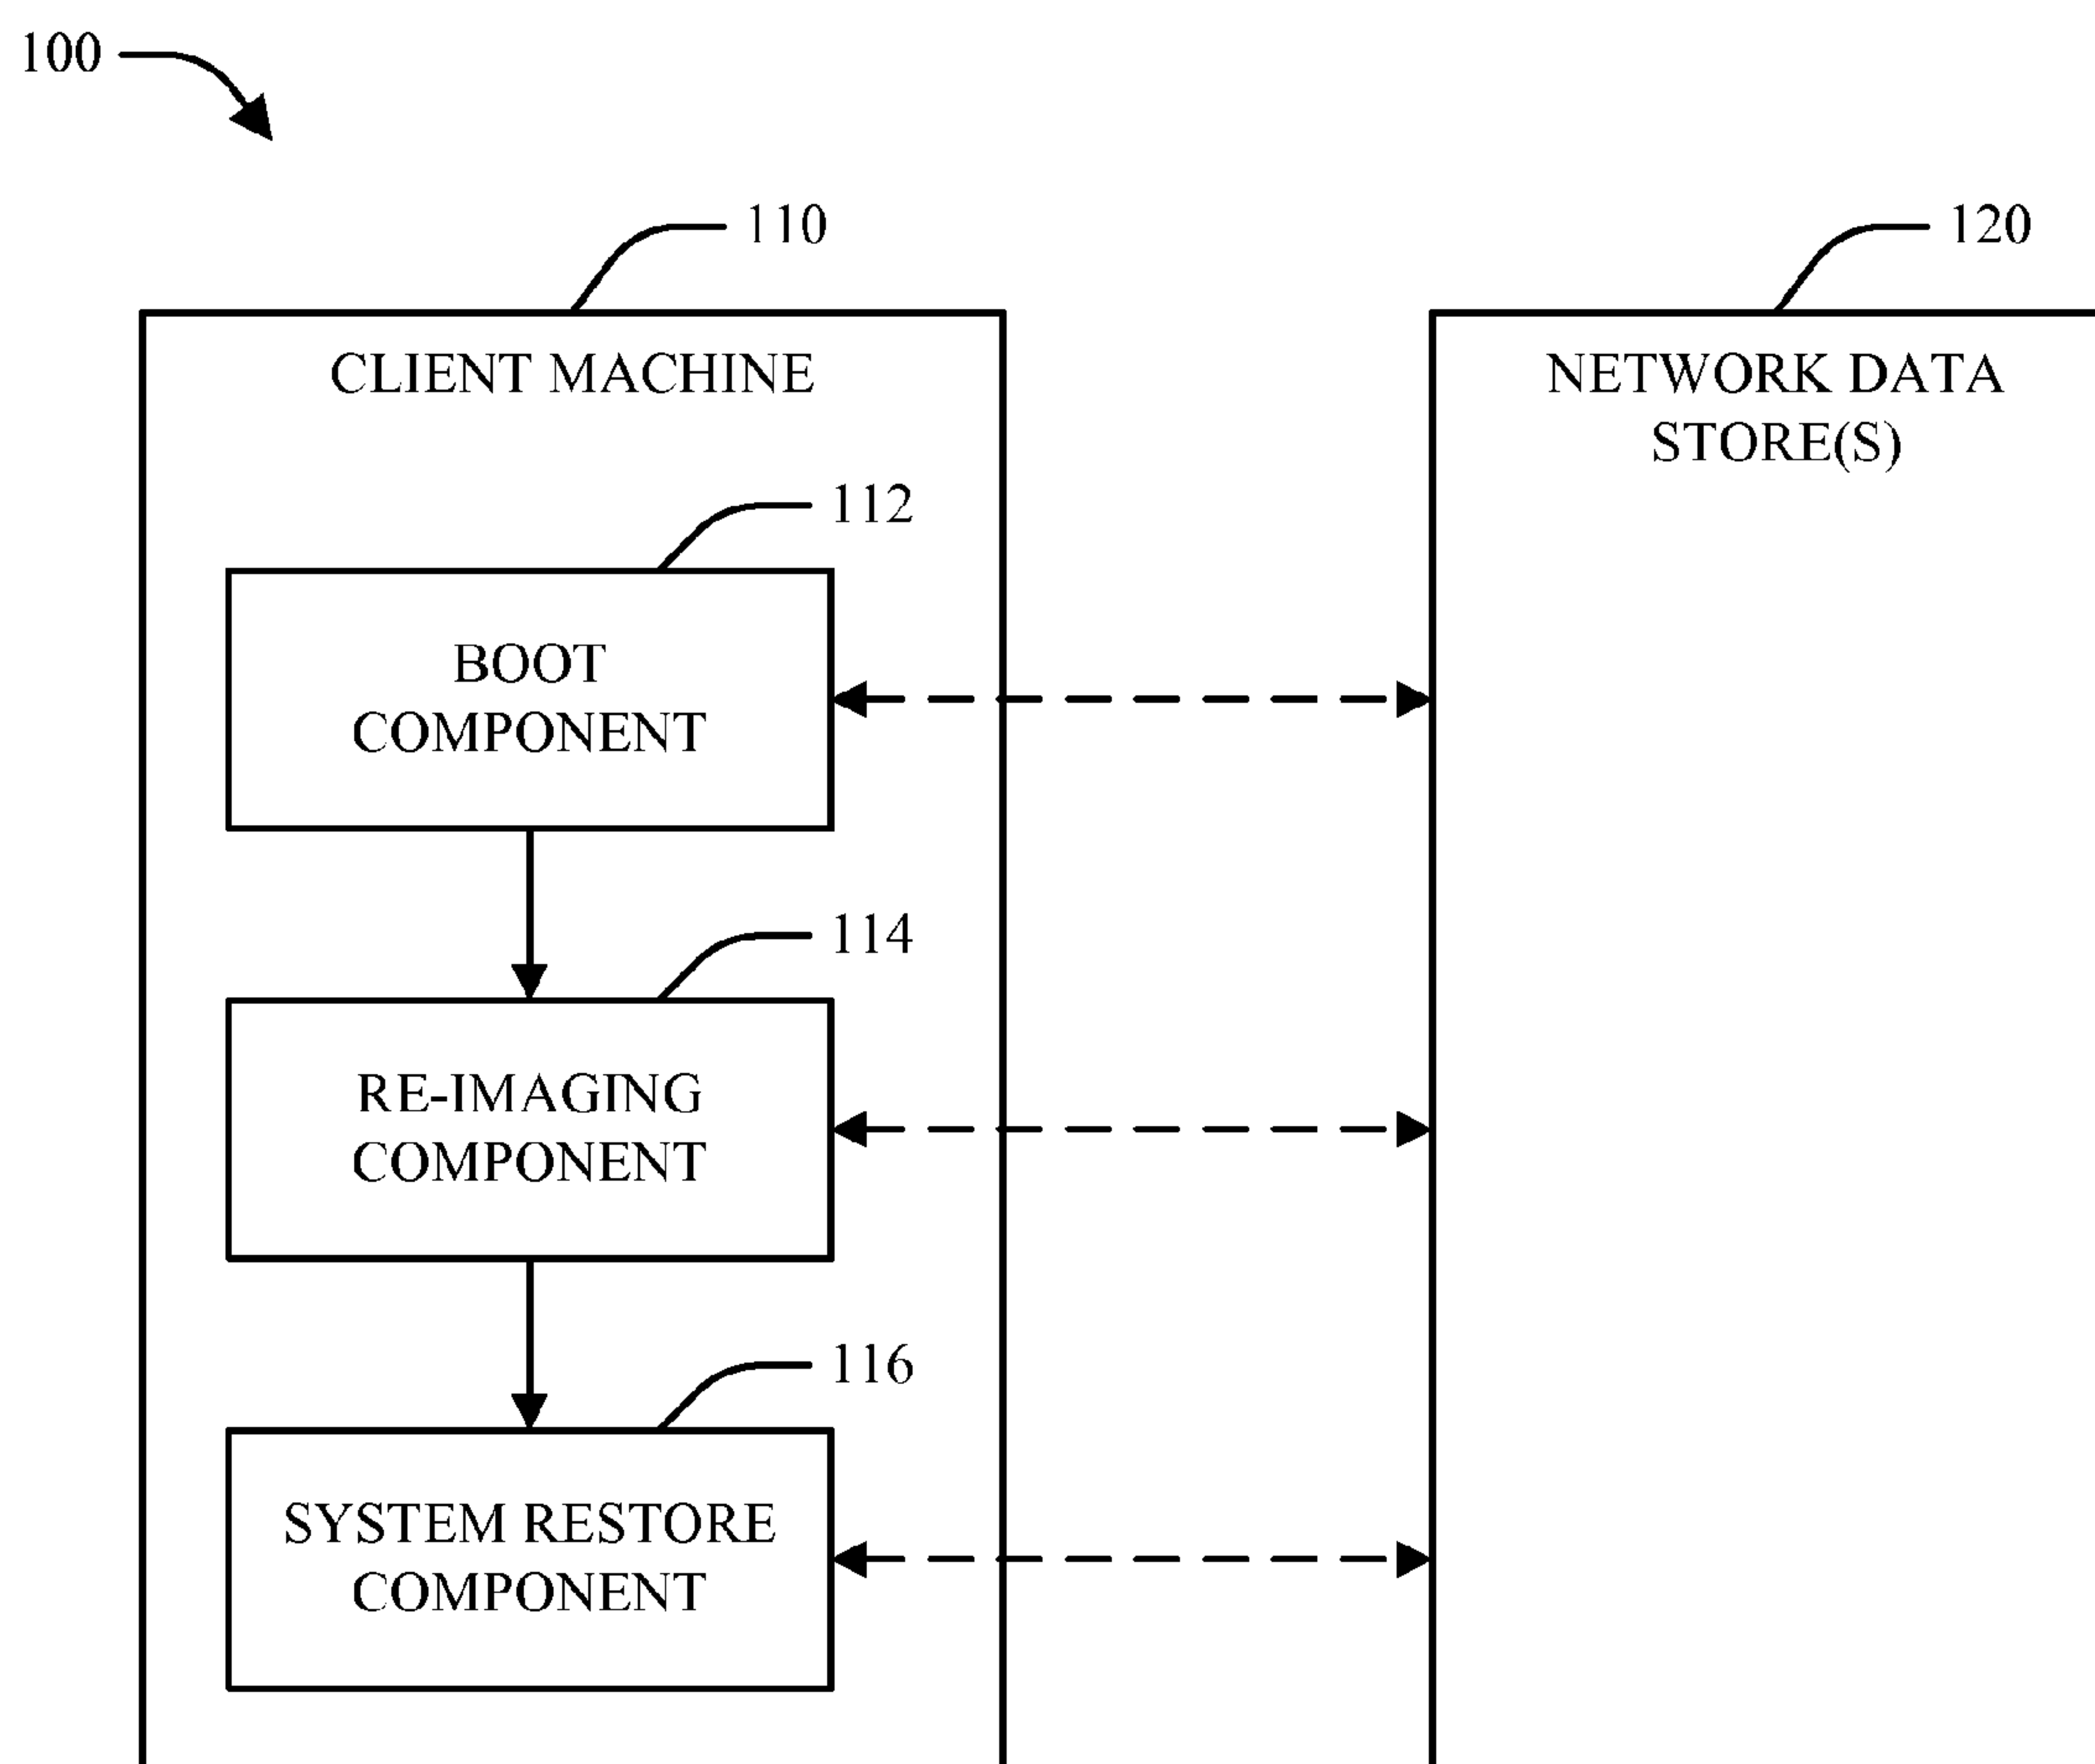 100
110
120
CLIENT MACHINE
NETWORK DATA
STORE(S)
112
BOOT
COMPONENT
114
RE-IMAGING
COMPONENT
116
SYSTEM RESTORE
COMPONENT